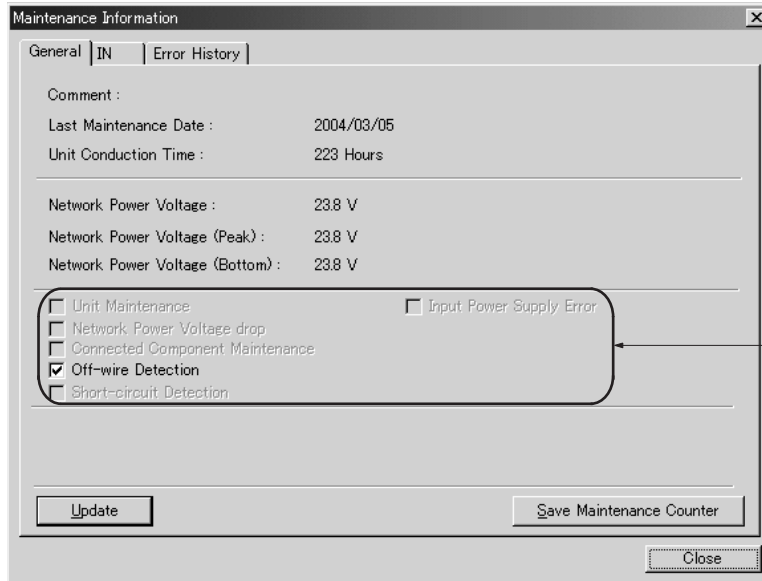 Maintenance Information
General IN Error History
Comment :
Last Maintenance Date : 2004/03/05
Unit Conduction Time : 223 Hours
Network Power Voltage : 23.8 V
Network Power Voltage (Peak) : 23.8 V
Network Power Voltage (Bottom) : 23.8 V
Unit Maintenance Input Power Supply Error
Network Power Voltage drop
Connected Component Maintenance
Off-wire Detection
Short-circuit Detection
Update Save Maintenance Counter
Close